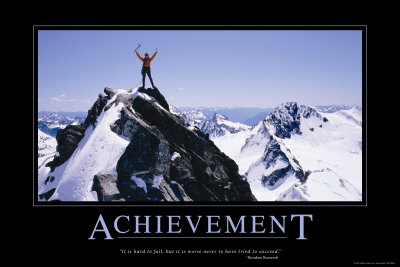 ACHIEVEMENT
"It is hard to fail, but it is worse never to have tried to succeed."
- Theodore Roosevelt